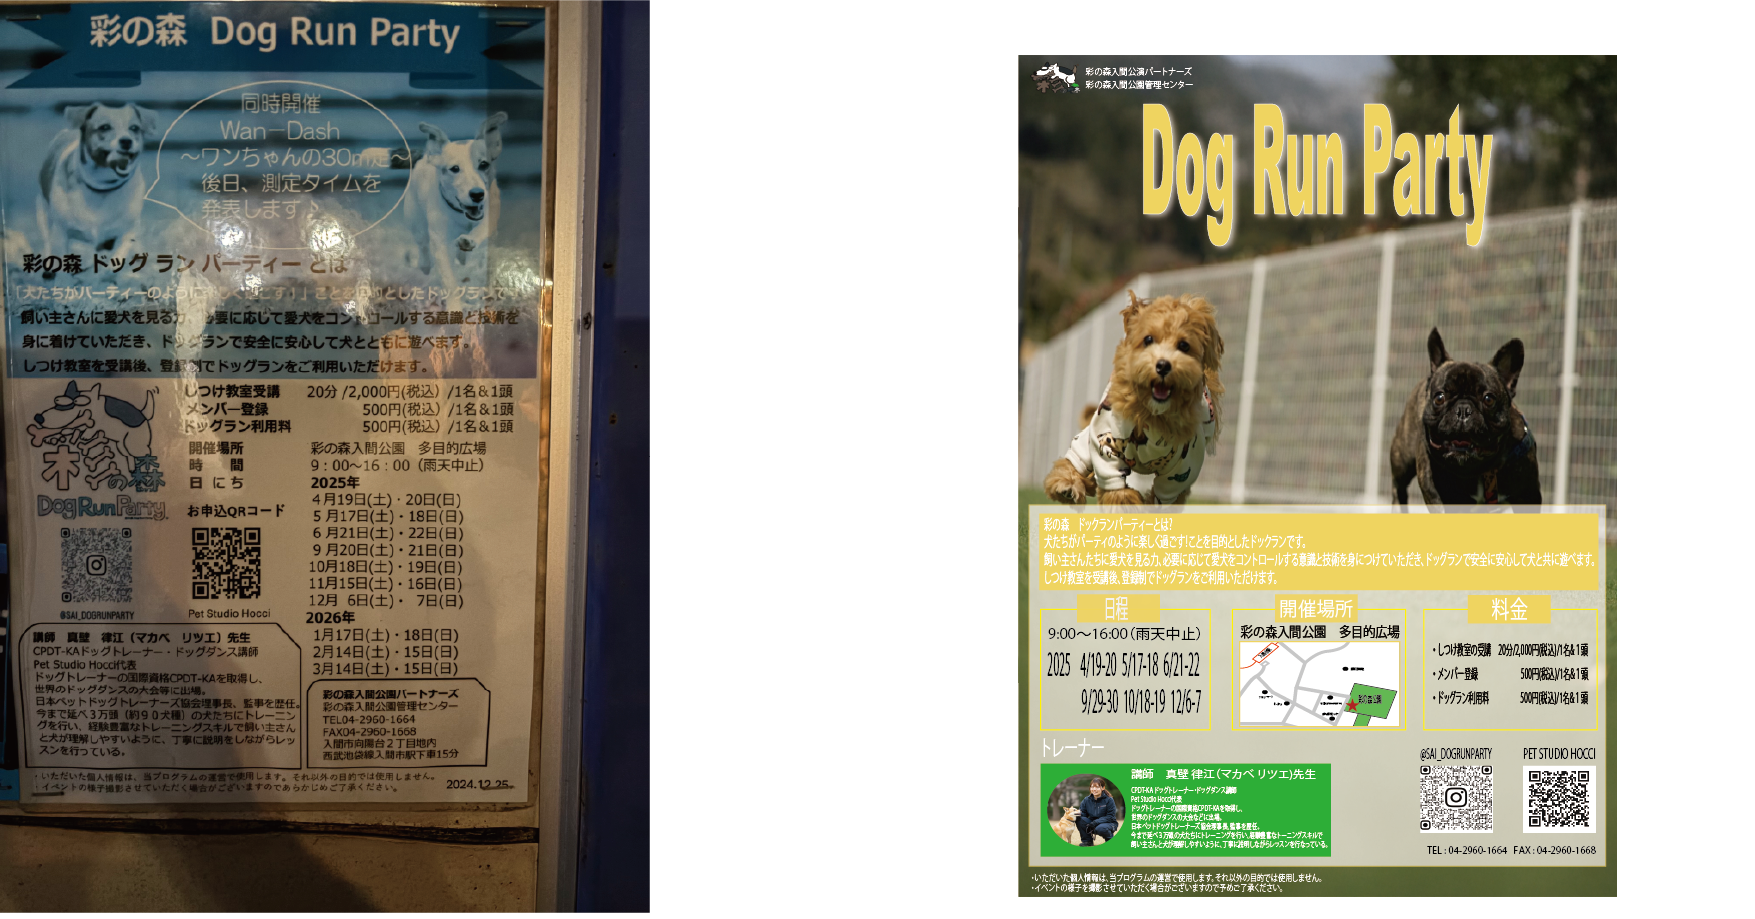 彩の森 Dog Run Party
同時開催
Wan-Dash
～ワンちゃんの30m走～
後日、測定タイムを
発表します♪
彩の森 ドッグ ラン パーティー とは
「犬たちがパーティーのように楽しく過ごす！」ことを目的としたドッグランです
飼い主さんに愛犬を見る力、必要に応じて愛犬をコントロールする意識と技術を
身に着けていただき、ドッグランで安全に安心して犬とともに遊べます。
しつけ教室を受講後、登録制でドッグランをご利用いただけます。
しつけ教室受講 20分/2,000円(税込) /1名&1頭
メンバー登録 500円(税込) /1名&1頭
ドッグラン利用料 500円(税込) /1名&1頭
開催場所 彩の森入間公園 多目的広場
時 間 9：00～16：00（雨天中止）
日 に ち 2025年
4月19日(土)・20日(日)
5月17日(土)・18日(日)
6月21日(土)・22日(日)
9月20日(土)・21日(日)
10月18日(土)・19日(日)
11月15日(土)・16日(日)
12月 6日(土)・ 7日(日)
2026年
1月17日(土)・18日(日)
2月14日(土)・15日(日)
3月14日(土)・15日(日)
彩の森
Dog Run Party
お申込QRコード
@SAI_DOGRUNPARTY
Pet Studio Hocci
講師 真壁 律江（マカベ リツエ）先生
CPDT-KAドッグトレーナー・ドッグダンス講師
Pet Studio Hocci代表
ドッグトレーナーの国際資格CPDT-KAを取得し、
世界のドッグダンスの大会等に出場。
日本ペットドッグトレーナーズ協会理事長、監事を歴任。
今まで延べ３万頭（約９０犬種）の犬たちにトレーニン
グを行い、経験豊富なトレーニングスキルで飼い主さん
と犬が理解しやすいように、丁寧に説明をしながらレッ
スンを行っている。
彩の森入間公園パートナーズ
彩の森入間公園管理センター
TEL04-2960-1664
FAX04-2960-1668
入間市向陽台２丁目地内
西武池袋線入間市駅下車15分
・いただいた個人情報は、当プログラムの運営で使用します。それ以外の目的では使用しません。
・イベントの様子撮影させていただく場合がございますのであらかじめご了承ください。
2024.12.25
彩の森入間公演パートナーズ
彩の森入間公園管理センター
Dog Run Party
彩の森 ドックランパーティーとは?
犬たちがパーティのように楽しく過ごす!ことを目的としたドックランです。
飼い主さんたちに愛犬を見る力、必要に応じて愛犬をコントロールする意識と技術を身につけていただき、ドッグランで安全に安心して犬と共に遊べます。
しつけ教室を受講後、登録制でドッグランをご利用いただけます。
日程
9:00～16:00（雨天中止）
2025 4/19-20 5/17-18 6/21-22
9/29-30 10/18-19 12/6-7
開催場所
彩の森入間公園 多目的広場
彩の森公園
料金
・しつけ教室の受講 20分/2,000円(税込)/1名&1頭
・メンバー登録 500円(税込)/1名&1頭
・ドッグラン利用料 500円(税込)/1名&1頭
トレーナー
講師 真壁 律江（マカベ リツエ)先生
CPDT-KA ドッグトレーナー・ドッグダンス講師
Pet Studio Hocci代表
ドッグトレーナーの国際資格CPDT-KAを取得し、
世界のドッグダンスの大会などに出場。
日本ペットドッグトレーナーズ協会理事長、監事を歴任。
今まで延べ３万頭の犬たちにトレーニングを行い、経験豊富なトーニングスキルで
飼い主さんと犬が理解しやすいように、丁寧に説明しながらレッスンを行なっている。
@SAI_DOGRUNPARTY
PET STUDIO HOCCI
TEL : 04-2960-1664 FAX : 04-2960-1668
・いただいた個人情報は、当プログラムの運営で使用します。それ以外の目的では使用しません。
・イベントの様子を撮影させていただく場合がございますので予めご了承ください。